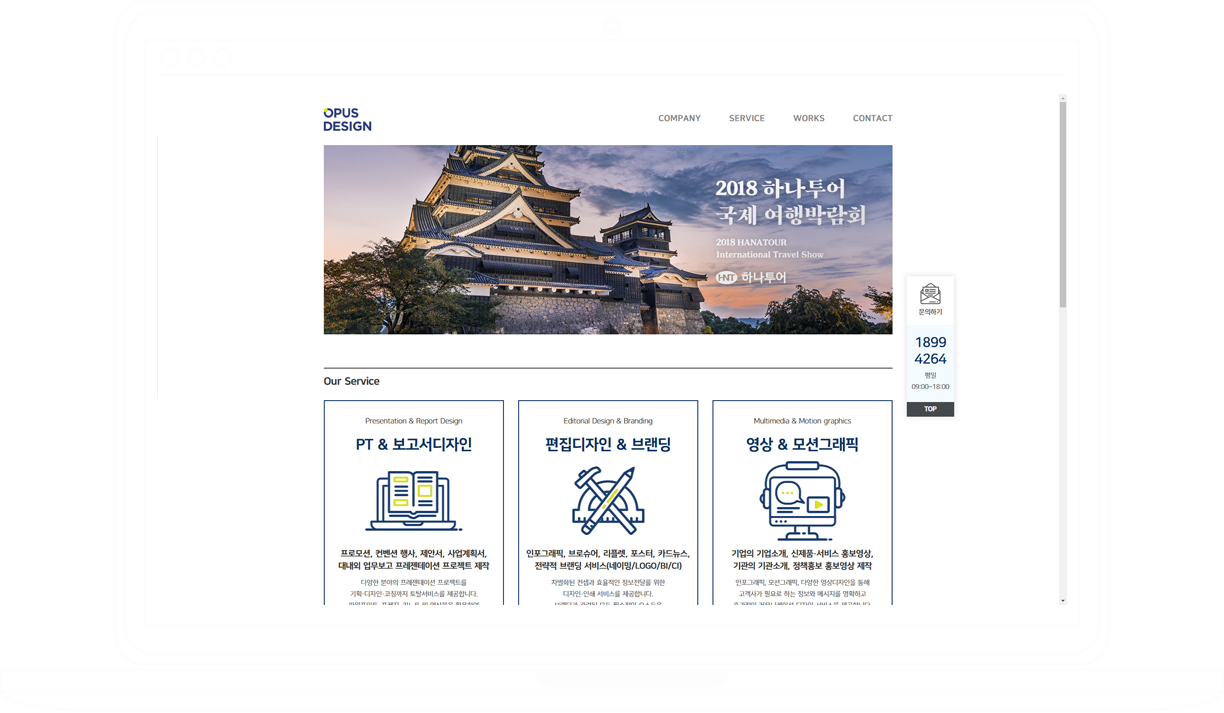 OPUS
DESIGN
COMPANY
SERVICE
WORKS
CONTACT
2018 하나투어
국제 여행박람회
2018 HANATOUR
International Travel Show
HNT 하나투어
문의하기
1899
4264
평일
09:00~18:00
TOP
Our Service
Presentation & Report Design
PT & 보고서디자인
프로모션, 컨벤션 행사, 제안서, 사업계획서,
대내외 업무보고 프레젠테이션 프로젝트 제작
다양한 분야의 프레젠테이션 프로젝트를
기획·디자인·코칭까지 토탈서비스를 제공합니다.
Editorial Design & Branding
편집디자인 & 브랜딩
인포그래픽, 브로슈어, 리플렛, 포스터, 카드뉴스,
전략적 브랜딩 서비스(네이밍/LOGO/BI/CI)
차별화된 컨셉과 효율적인 정보전달을 위한
디자인·인쇄 서비스를 제공합니다.
Multimedia & Motion graphics
영상 & 모션그래픽
기업의 기업소개, 신제품·서비스 홍보영상,
기관의 기관소개, 정책홍보 홍보영상 제작
인포그래픽, 모션그래픽, 다양한 영상디자인을 통해
고객사가 필요로 하는 정보와 메시지를 명확하고